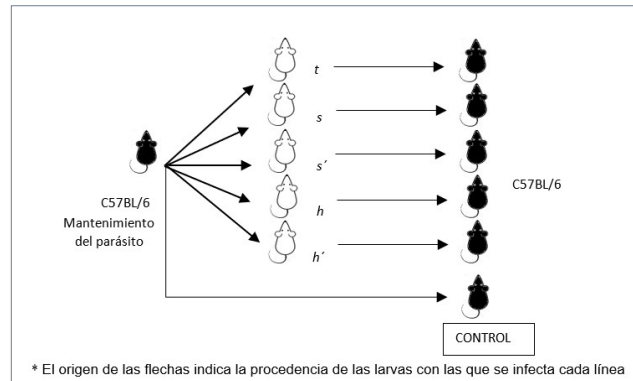 t
s
s´
h
h´
C57BL/6
Mantenimiento
del parásito
C57BL/6
CONTROL
* El origen de las flechas indica la procedencia de las larvas con las que se infecta cada línea